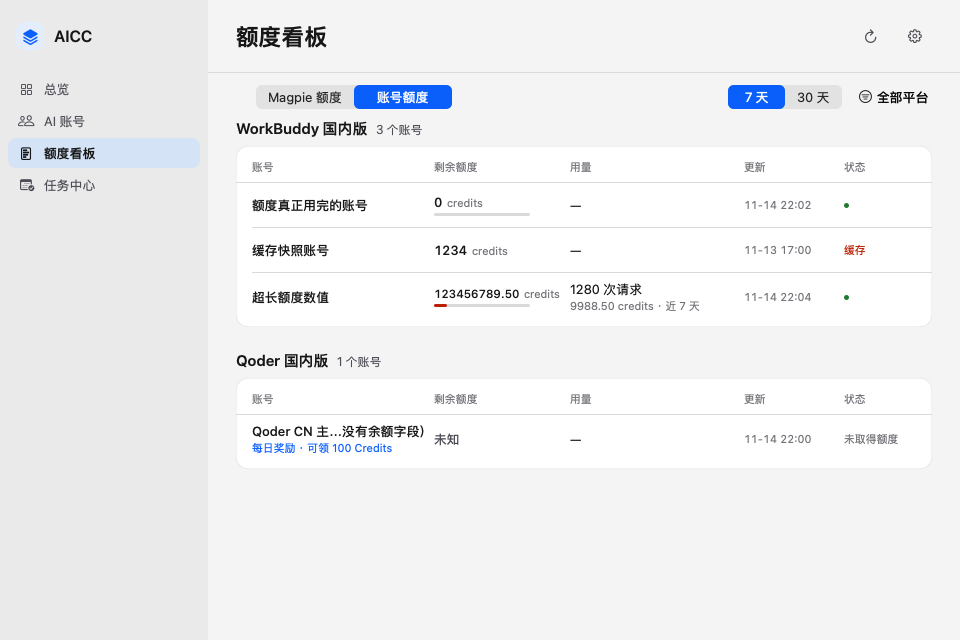 AICC
额度看板
总览
AI 账号
额度看板
任务中心
Magpie 额度 账号额度 7 天 30 天 全部平台
WorkBuddy 国内版 3 个账号
账号 剩余额度 用量 更新 状态
额度真正用完的账号 0 credits — 11-14 22:02
缓存快照账号 1234 credits — 11-13 17:00 缓存
超长额度数值 123456789.50 credits 1280 次请求 11-14 22:04
9988.50 credits · 近 7 天
Qoder 国内版 1 个账号
账号 剩余额度 用量 更新 状态
Qoder CN 主…没有余额字段) 未知 — 11-14 22:00 未取得额度
每日奖励 · 可领 100 Credits